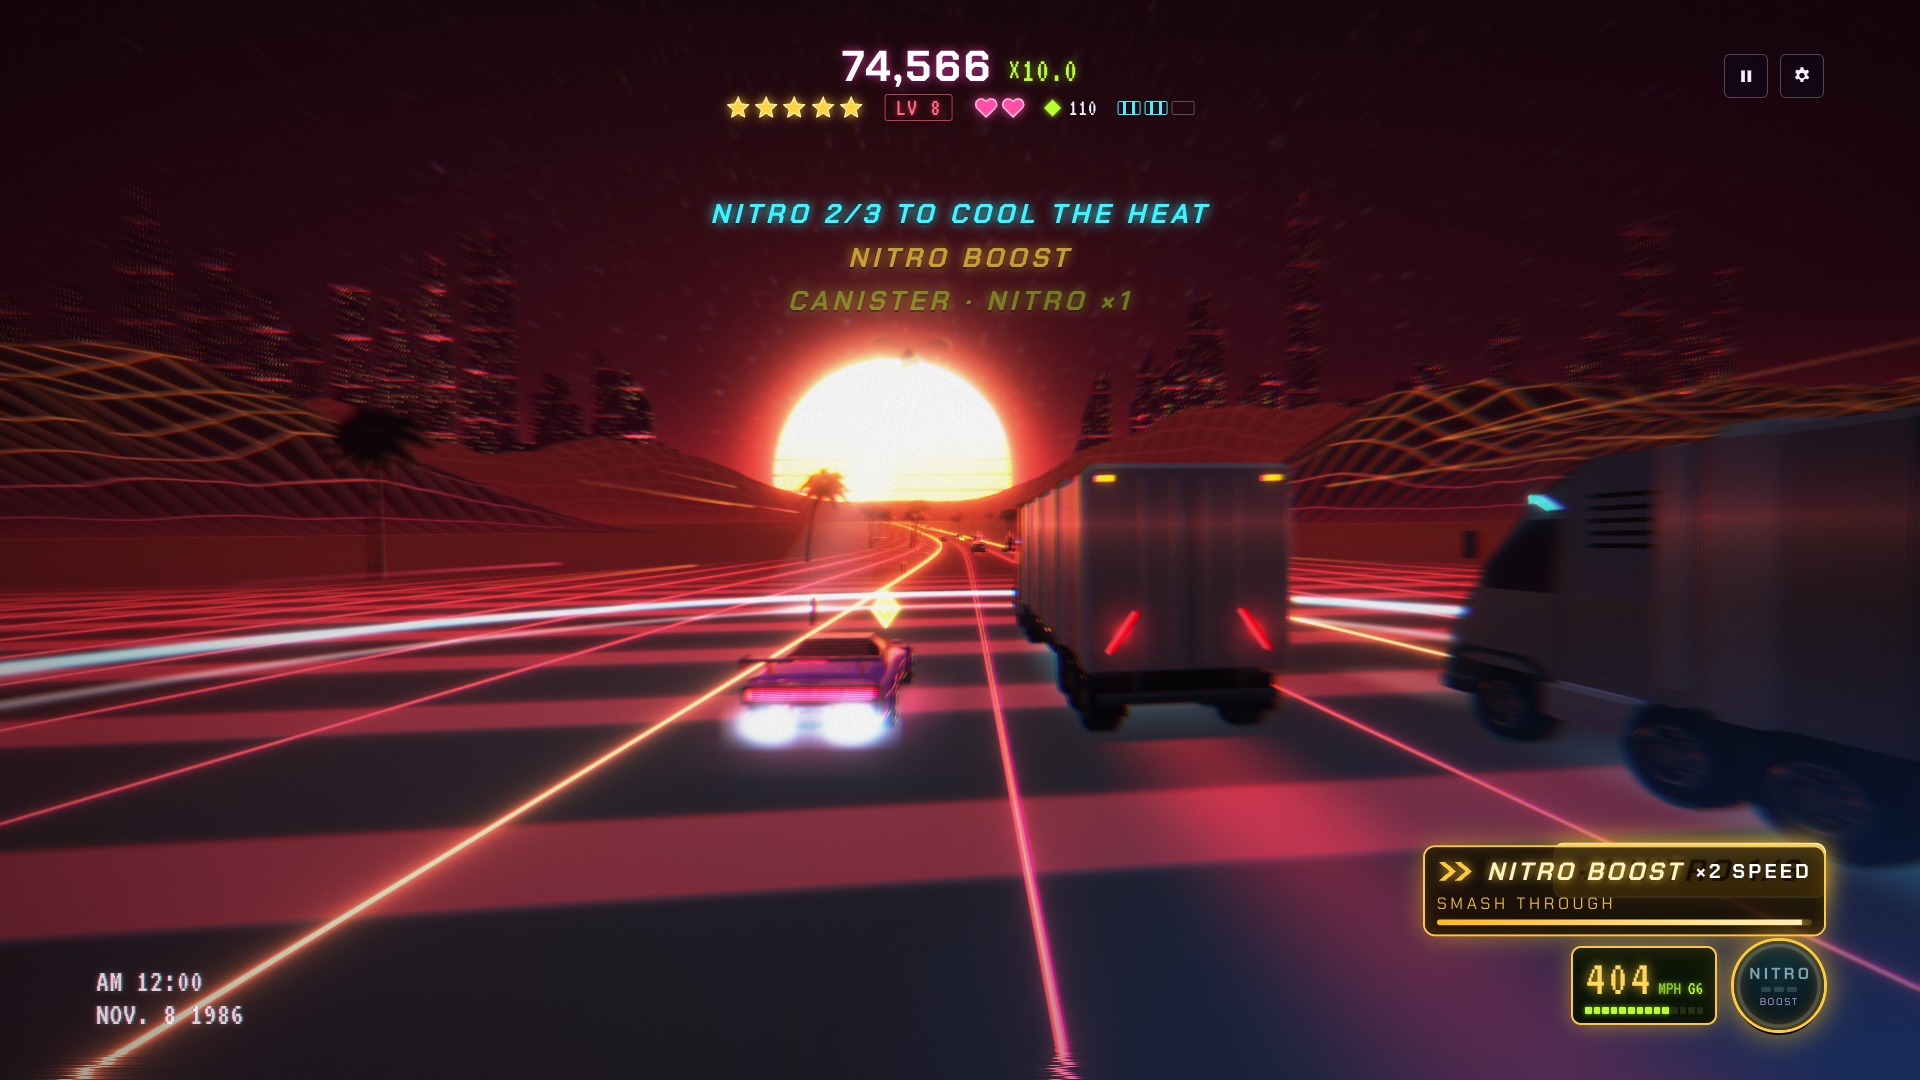 74,566 X10.0
LV 8 110
NITRO 2/3 TO COOL THE HEAT
NITRO BOOST
CANISTER · NITRO ×1
NITRO BOOST ×2 SPEED
SMASH THROUGH
404 MPH G6
NITRO
BOOST
AM 12:00
NOV. 8 1986